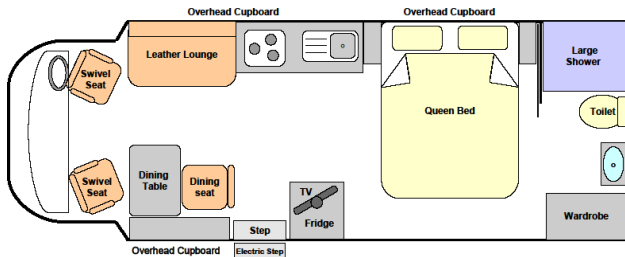 Overhead Cupboard
Overhead Cupboard
Leather Lounge
Swivel
Seat
Large
Shower
Queen Bed
Toilet
Swivel
Seat
Dining
Table
Dining
seat
TV
Fridge
Wardrobe
Step
Overhead Cupboard
Electric Step